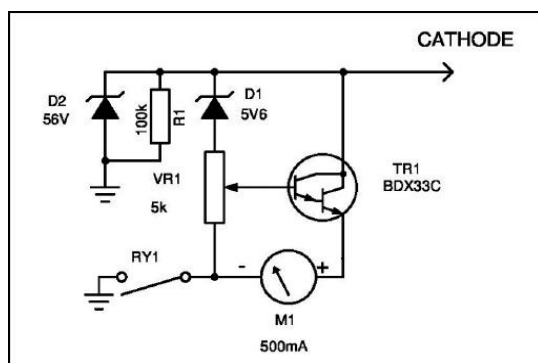 CATHODE
D2
56V
100k
R1
D1
5V6
VR1
5k
TR1
BDX33C
RY1
- +
M1
500mA